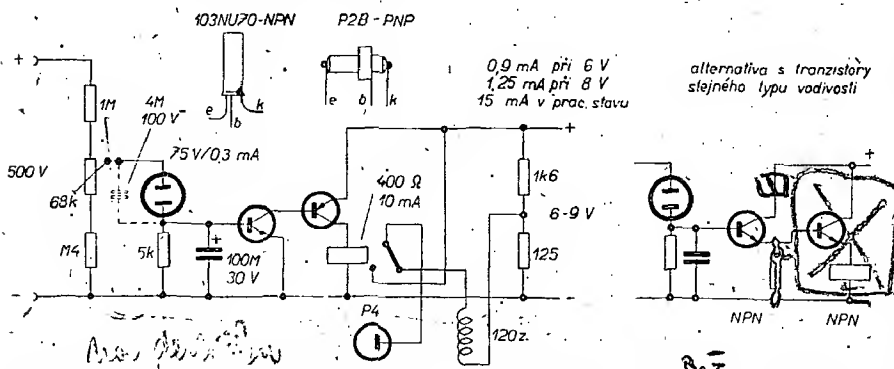 103NU70-NPN
P2B-PNP
e
b
k
e
b
k
0,9 mA při 6 V
1,25 mA při 8 V
15 mA v prac. stavu
alternativa s tranzistory
stejného typu vodivosti
+
1M
4M
100 V
75 V/0,3 mA
500 V
68k
M4
5k
+
100M
30 V
400 Ω
10 mA
+
1k6
6-9 V
125
P4
120 z.
+
NPN
NPN